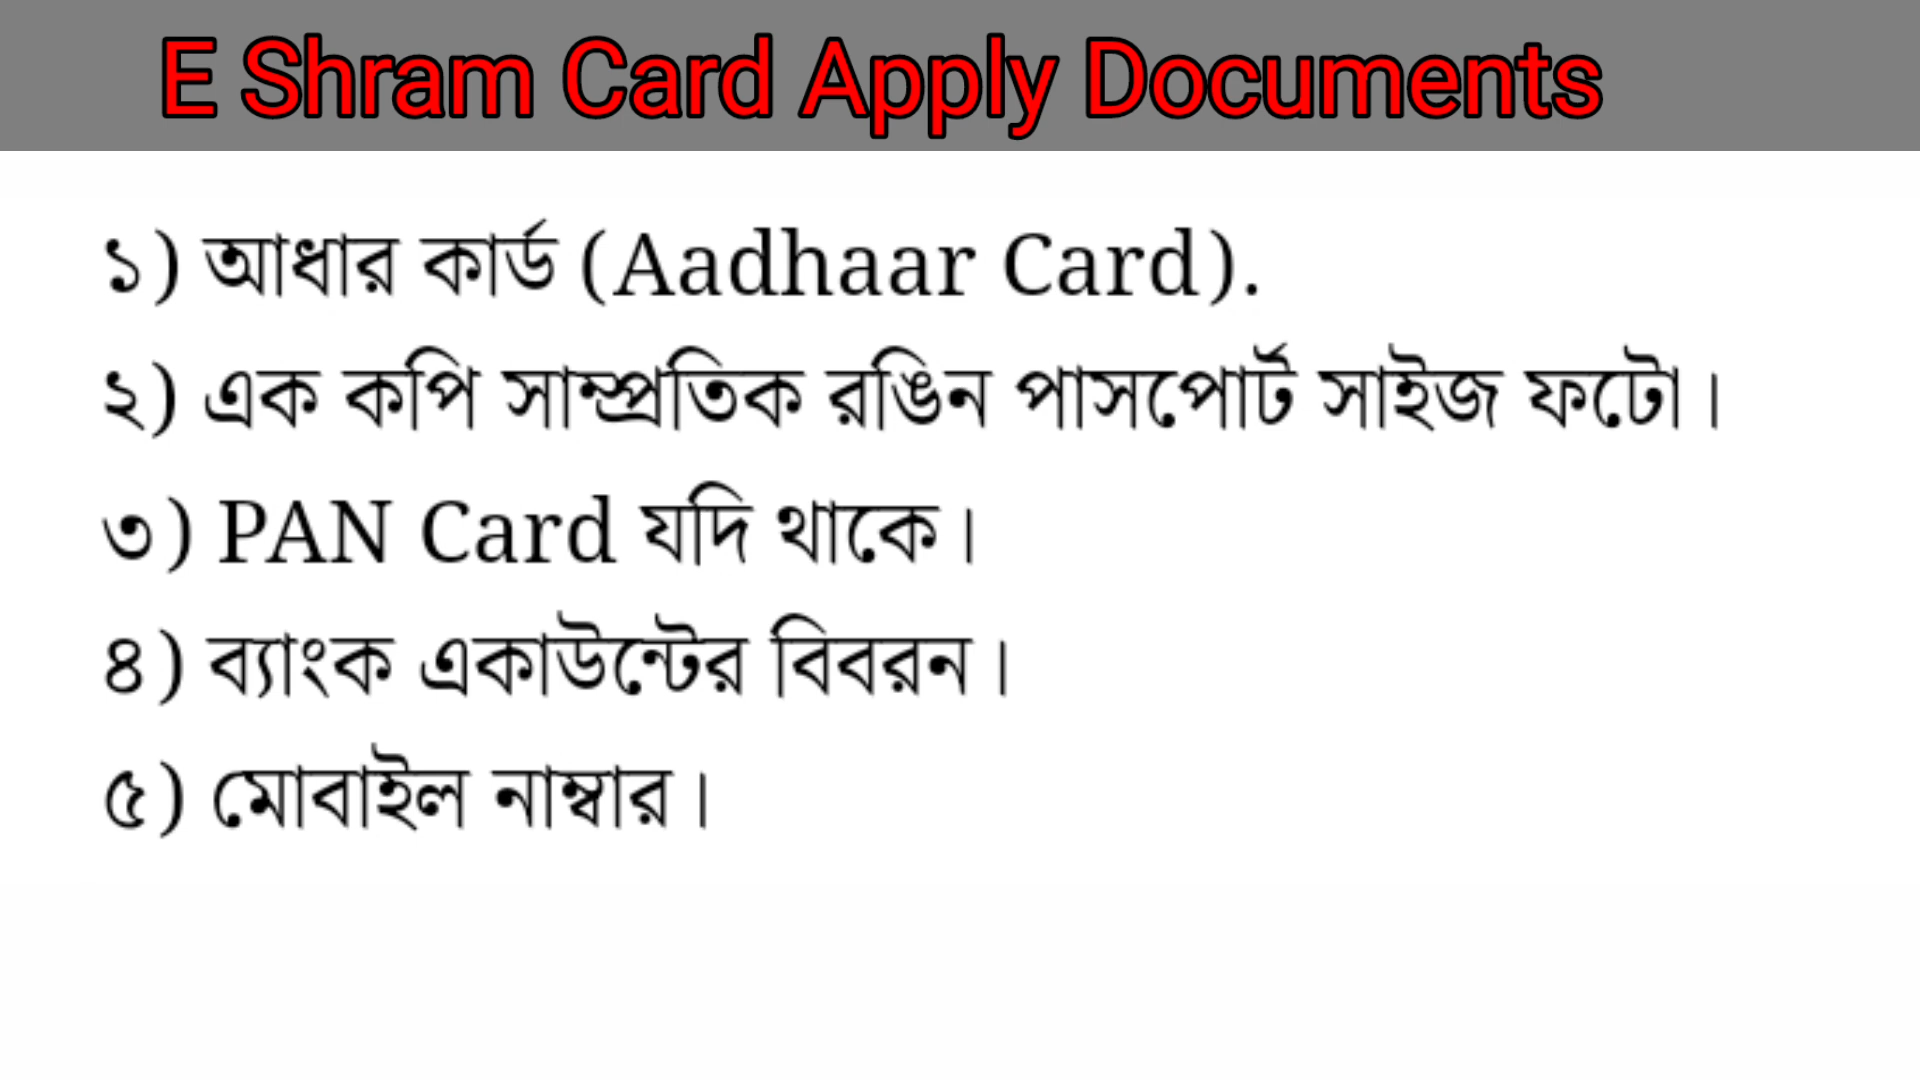 E Shram Card Apply Documents
১) আধার কার্ড (Aadhaar Card).
২) এক কপি সাম্প্রতিক রঙিন পাসপোর্ট সাইজ ফটো।
৩) PAN Card যদি থাকে।
৪) ব্যাংক একাউন্টের বিবরন।
৫) মোবাইল নাম্বার।